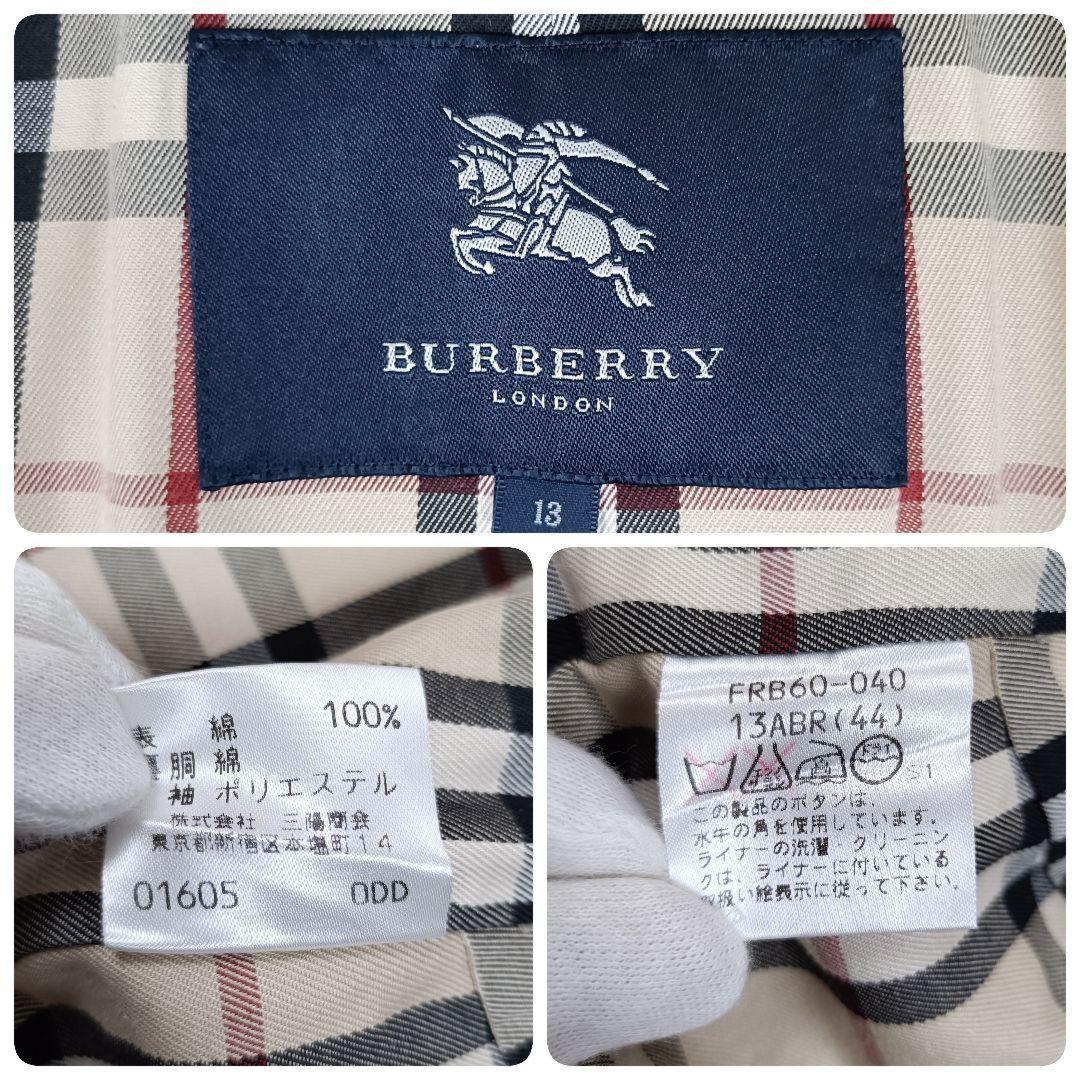 BURBERRY
LONDON
13
表 綿 100%
胴 綿
袖 ポリエステル
株式会社 三陽商会
東京都新宿区本塩町14
01605 ODD
FRB60-040
13ABR(44)
S1
この製品のボタンは、
水牛の角を使用しています。
ライナーの洗濯・クリーニン
グは、ライナーに付いている
取扱い絵表示に従って下さい。